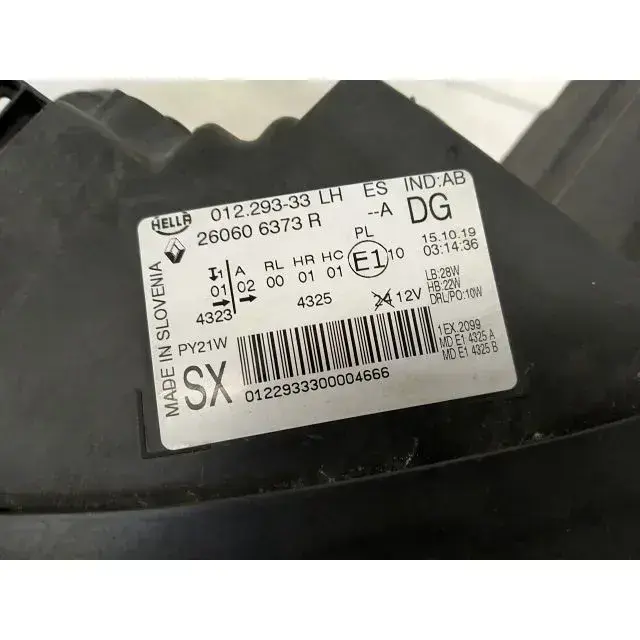 HELLA 012.293-33 LH ES IND:AB
26060 6373 R --A DG
PL
15.10.19
03:14:36
1 A RL HR HC E1 10
01 02 00 01 01
4323 4325 24 12V
LB:28W
HB:22W
DRL/PO:10W
MADE IN SLOVENIA
PY21W
SX
0122933300004666
1EX.2099
MD E1 4325 A
MD E1 4325 B